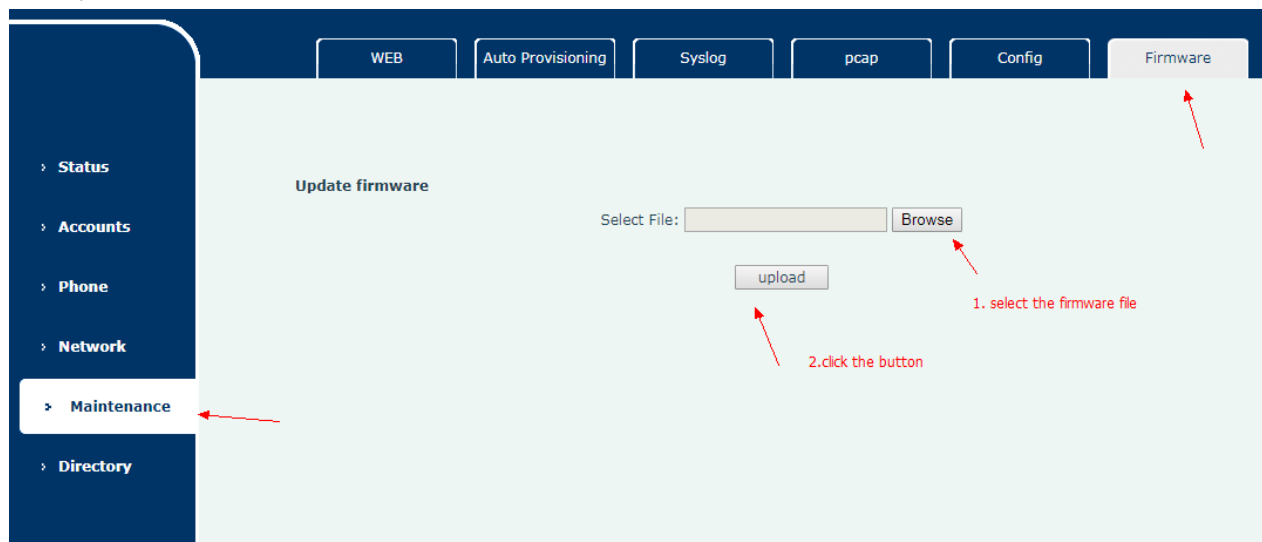 WEB
Auto Provisioning
Syslog
pcap
Config
Firmware
Status
Accounts
Phone
Network
Maintenance
Directory
Update firmware
Select File:
Browse
upload
1. select the firmware file
2.click the button